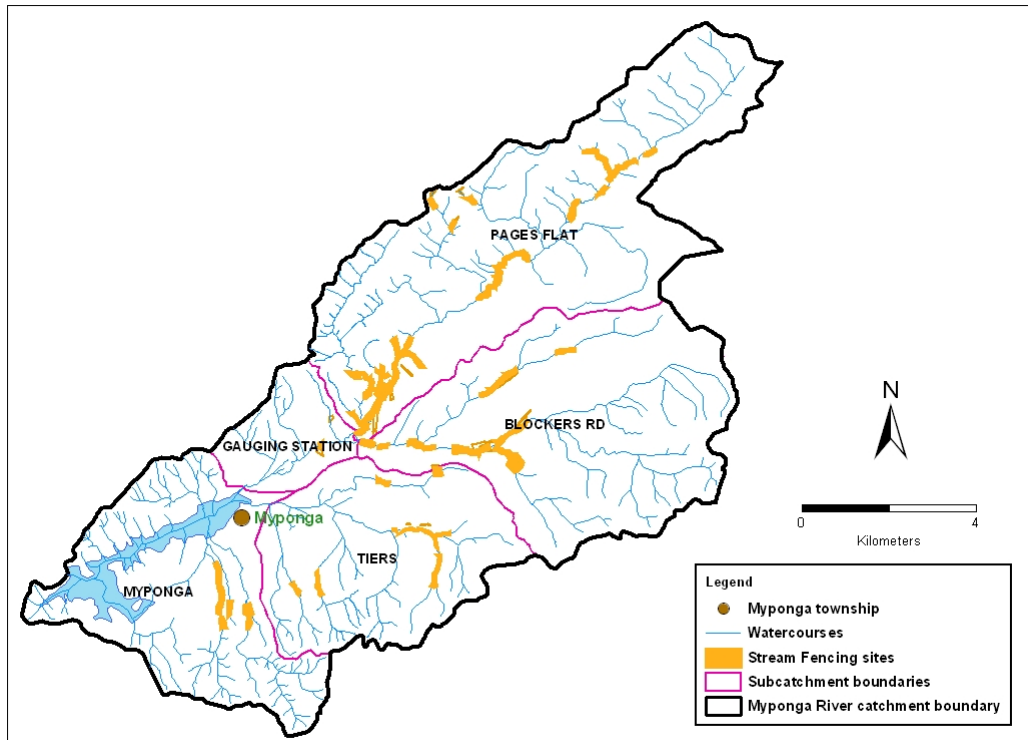 PAGES FLAT
BLOCKERS RD
GAUGING STATION
Myponga
TIERS
MYPONGA
N
0 4
Kilometers
Legend
Myponga township
Watercourses
Stream Fencing sites
Subcatchment boundaries
Myponga River catchment boundary